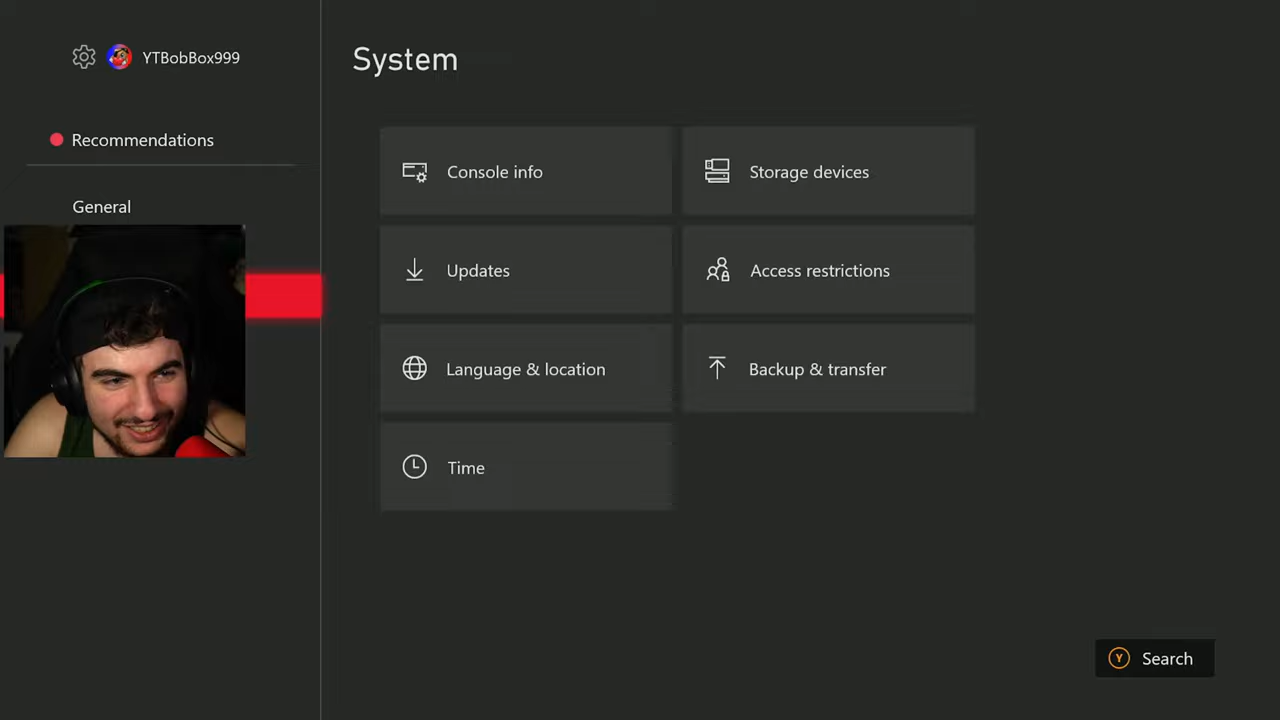 YTBobBox999
System
Recommendations
General
Console info
Storage devices
Updates
Access restrictions
Language & location
Backup & transfer
Time
Y Search